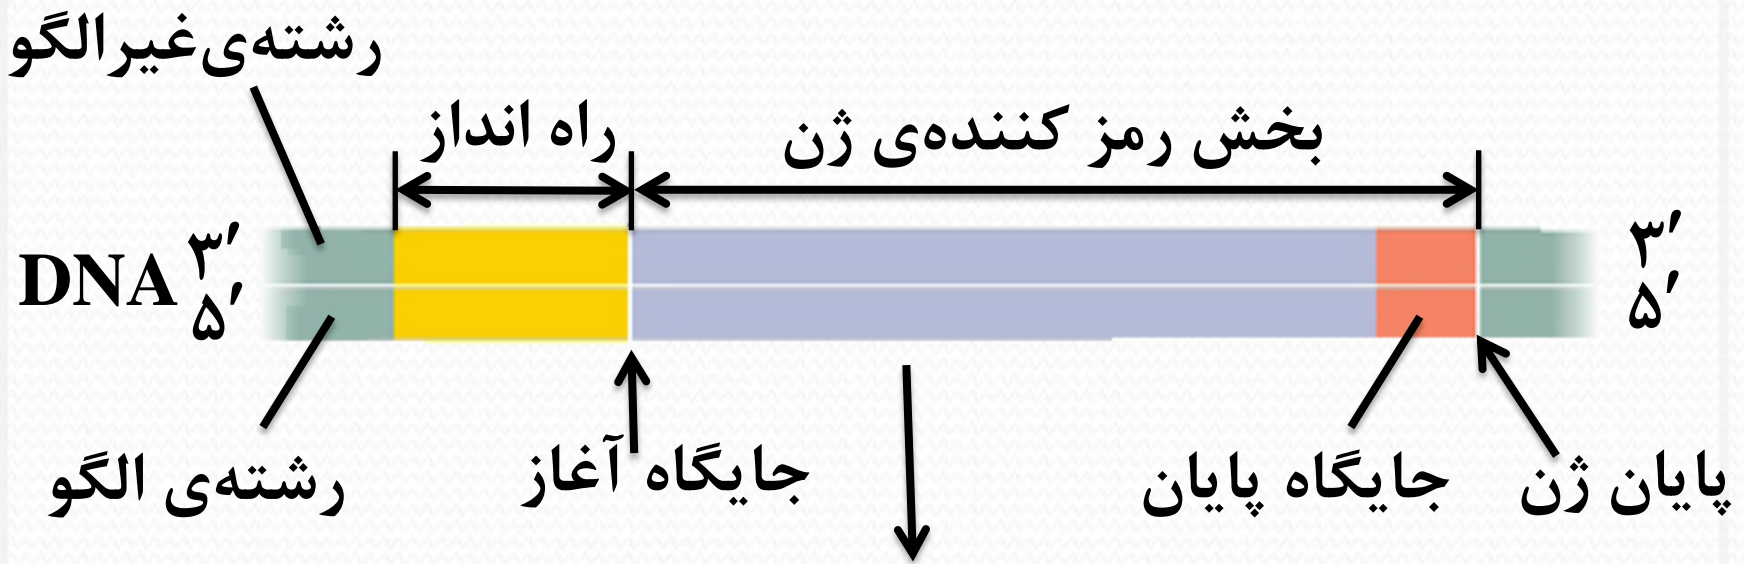 رشته‌ی‌غیرالگو
راه انداز
بخش رمز کننده‌ی ژن
DNA
۳′
۵′
۳′
۵′
رشته‌ی الگو
جایگاه آغاز
جایگاه پایان
پایان ژن